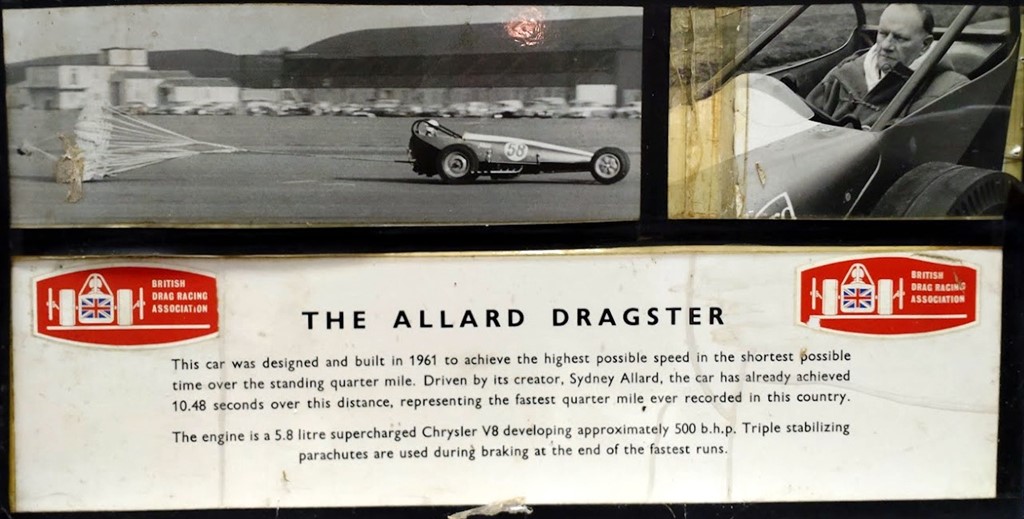 58
BRITISH
DRAG RACING
ASSOCIATION
BRITISH
DRAG RACING
ASSOCIATION
THE ALLARD DRAGSTER
This car was designed and built in 1961 to achieve the highest possible speed in the shortest possible
time over the standing quarter mile. Driven by its creator, Sydney Allard, the car has already achieved
10.48 seconds over this distance, representing the fastest quarter mile ever recorded in this country.
The engine is a 5.8 litre supercharged Chrysler V8 developing approximately 500 b.h.p. Triple stabilizing
parachutes are used during braking at the end of the fastest runs.